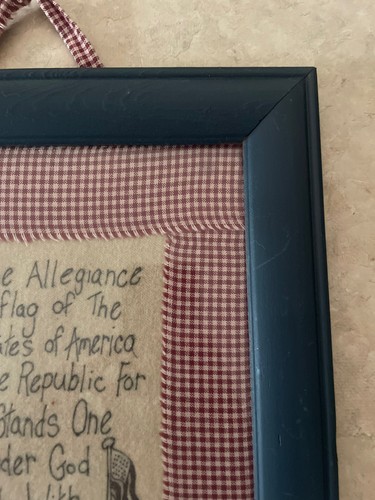 e Allegiance
flag of The
ates of America
e Republic For
Stands One
der God